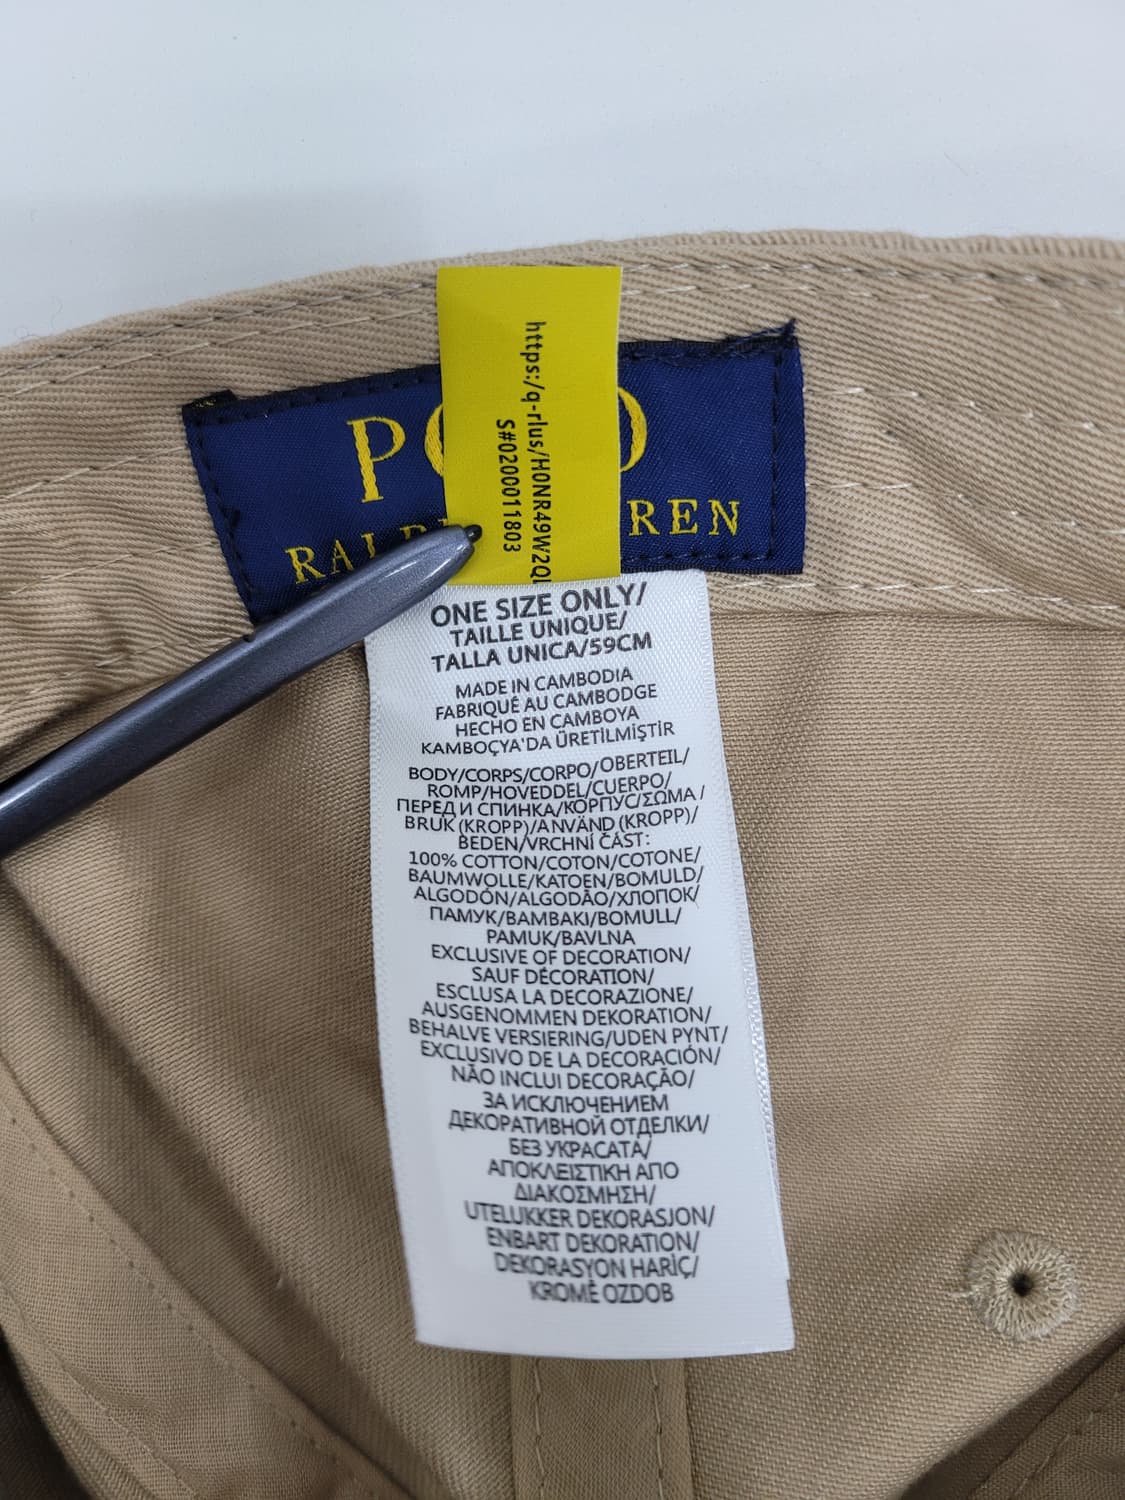 https:/q-rlus/H0NR49W2Q
S#0200011803
ONE SIZE ONLY/
TAILLE UNIQUE/
TALLA UNICA/59CM
MADE IN CAMBODIA
FABRIQUÉ AU CAMBODGE
HECHO EN CAMBOYA
KAMBOÇYA'DA ÜRETİLMİŞTİR
BODY/CORPS/CORPO/OBERTEIL/
ROMP/HOVEDDEL/CUERPO/
ПЕРЕД И СПИНКА/КОРПУС/ΣΩΜΑ/
BRUK (KROPP)/ANVÄND (KROPP)/
BEDEN/VRCHNÍ ČÁST:
100% COTTON/COTON/COTONE/
BAUMWOLLE/KATOEN/BOMULD/
ALGODÓN/ALGODÃO/ХЛОПОК/
ПАМУК/ΒΑΜΒΑΚΙ/BOMULL/
PAMUK/BAVLNA
EXCLUSIVE OF DECORATION/
SAUF DÉCORATION/
ESCLUSA LA DECORAZIONE/
AUSGENOMMEN DEKORATION/
BEHALVE VERSIERING/UDEN PYNT/
EXCLUSIVO DE LA DECORACIÓN/
NÃO INCLUI DECORAÇÃO/
ЗА ИСКЛЮЧЕНИЕМ
ДЕКОРАТИВНОЙ ОТДЕЛКИ/
БЕЗ УКРАСАТА/
ΑΠΟΚΛΕΙΣΤΙΚΗ ΑΠΟ
ΔΙΑΚΟΣΜΗΣΗ/
UTELUKKER DEKORASJON/
ENBART DEKORATION/
DEKORASYON HARİÇ/
KROMĚ OZDOB